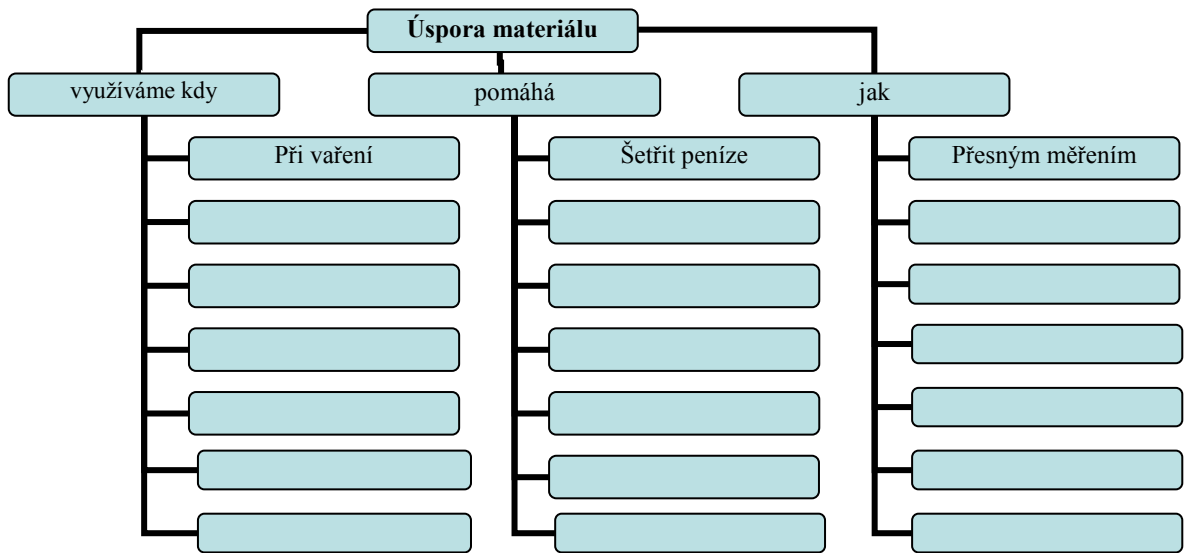 Úspora materiálu
využíváme kdy
pomáhá
jak
Při vaření
Šetřit peníze
Přesným měřením